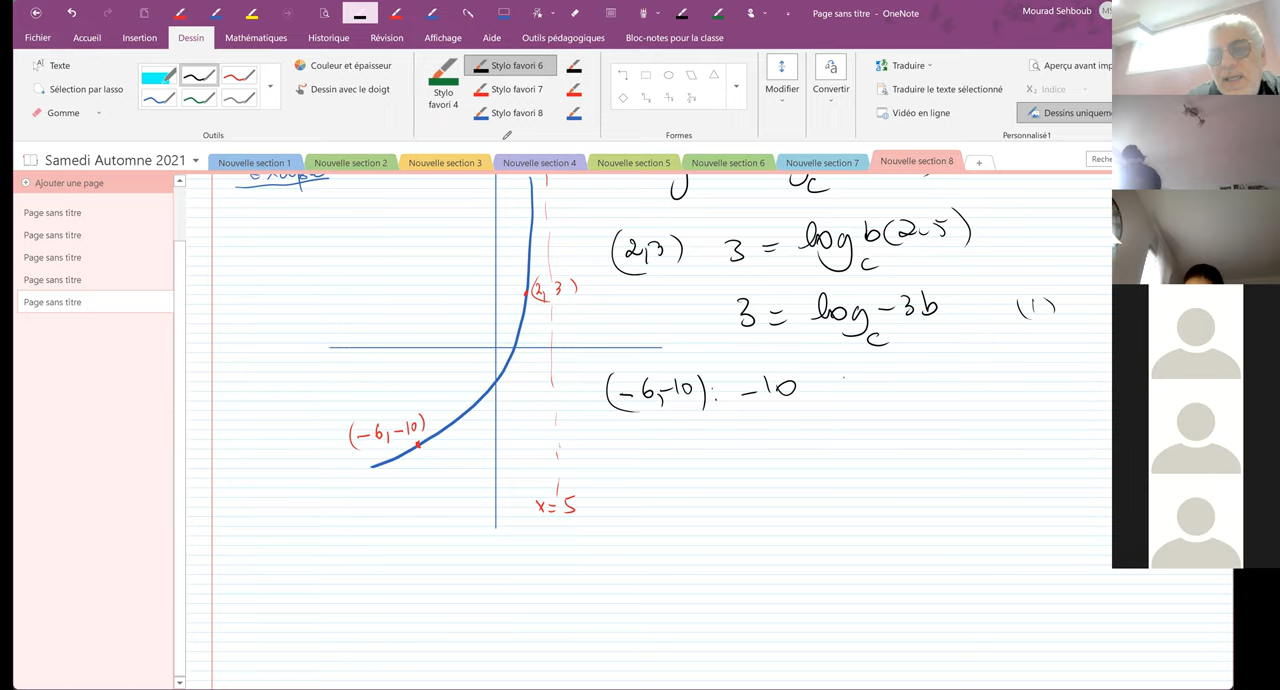 Page sans titre - OneNote
Mourad Sehboub
MS
Fichier Accueil Insertion Dessin Mathématiques Historique Révision Affichage Aide Outils pédagogiques Bloc-notes pour la classe
Texte
Sélection par lasso
Gomme
Outils
Couleur et épaisseur
Dessin avec le doigt
Stylo favori 4
Stylo favori 6
Stylo favori 7
Stylo favori 8
Formes
Modifier
Convertir
Traduire
Traduire le texte sélectionné
Vidéo en ligne
Aperçu avant imp
X₂ Indice
Dessins uniqueme
Personnalisé1
Samedi Automne 2021
Nouvelle section 1 Nouvelle section 2 Nouvelle section 3 Nouvelle section 4 Nouvelle section 5 Nouvelle section 6 Nouvelle section 7 Nouvelle section 8 +
Reche
Ajouter une page
Page sans titre
Page sans titre
Page sans titre
Page sans titre
Page sans titre
(2,3) 3 = log_c b(2-5)
(2, 3)
3 = log_c -3b (1)
(-6,-10): -10
(-6, -10)
x = 5